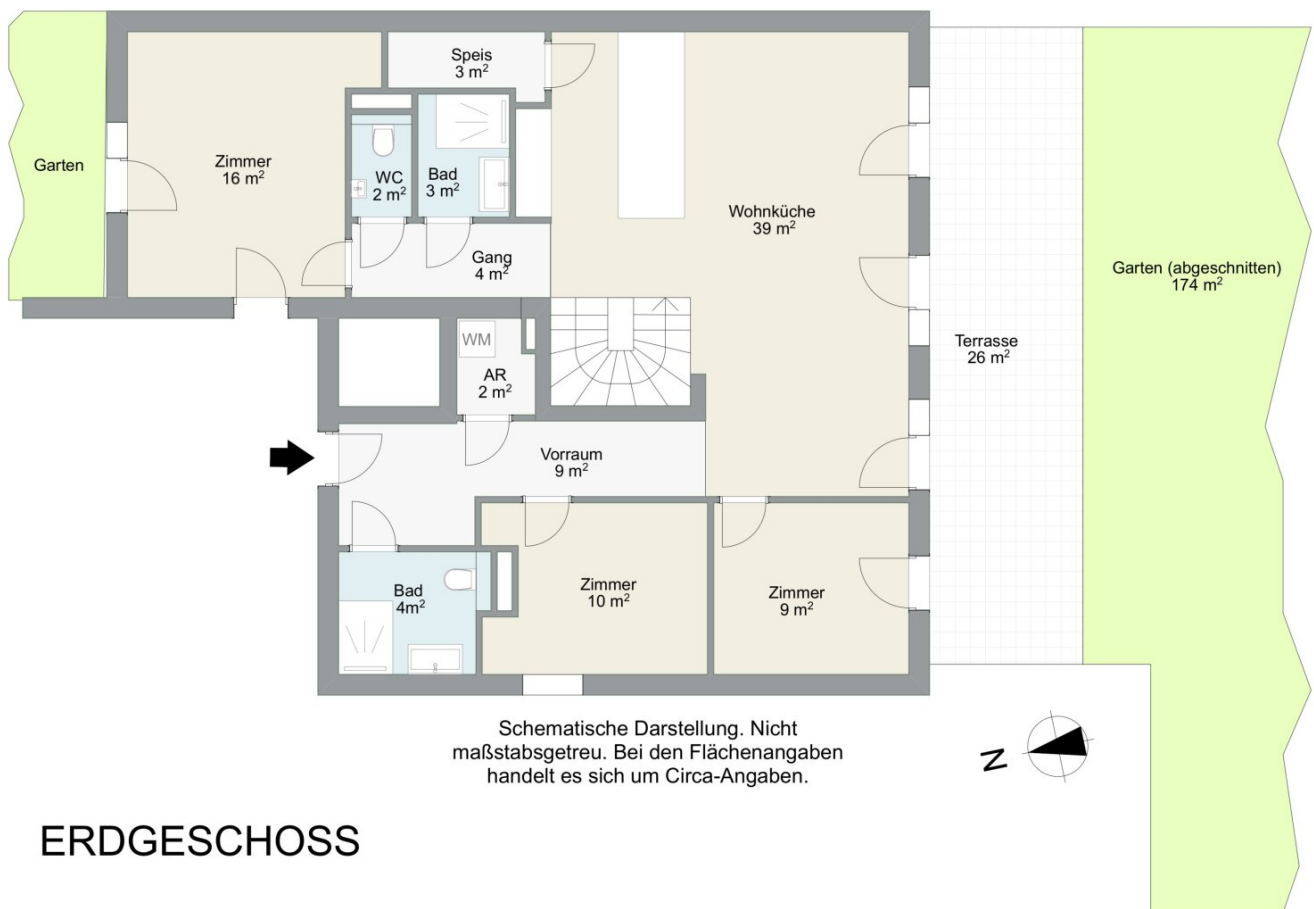 Speis
3 m²
Garten
Zimmer
16 m²
WC
2 m²
Bad
3 m²
Wohnküche
39 m²
Gang
4 m²
Garten (abgeschnitten)
174 m²
Terrasse
26 m²
WM
AR
2 m²
Vorraum
9 m²
Bad
4m²
Zimmer
10 m²
Zimmer
9 m²
Schematische Darstellung. Nicht
maßstabsgetreu. Bei den Flächenangaben
handelt es sich um Circa-Angaben.
N
ERDGESCHOSS